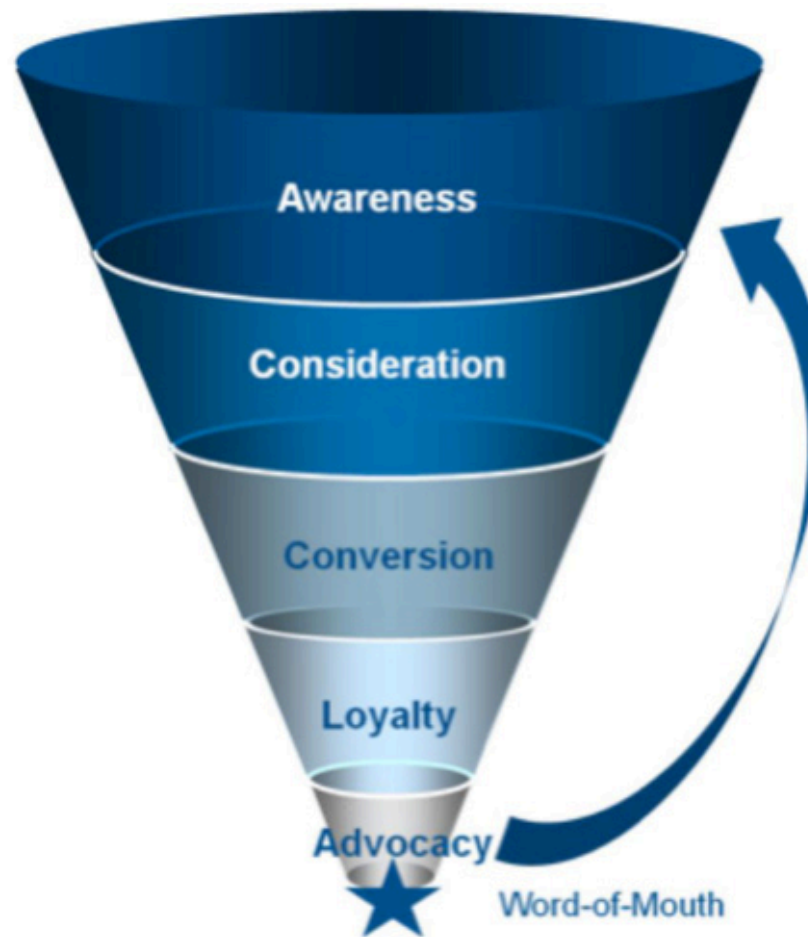 Awareness
Consideration
Conversion
Loyalty
Advocacy
Word-of-Mouth